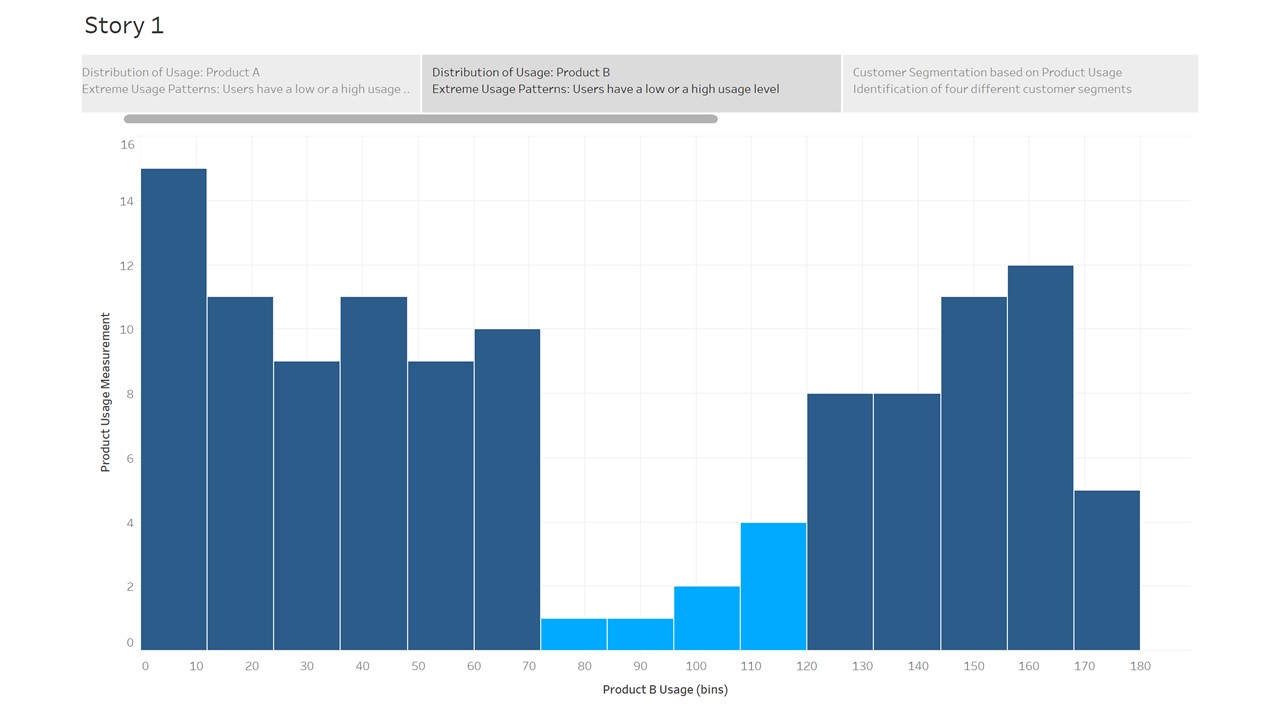 Story 1
Distribution of Usage: Product A
Extreme Usage Patterns: Users have a low or a high usage ..
Distribution of Usage: Product B
Extreme Usage Patterns: Users have a low or a high usage level
Customer Segmentation based on Product Usage
Identification of four different customer segments
16
14
12
10
8
6
4
2
0
Product Usage Measurement
0 10 20 30 40 50 60 70 80 90 100 110 120 130 140 150 160 170 180
Product B Usage (bins)